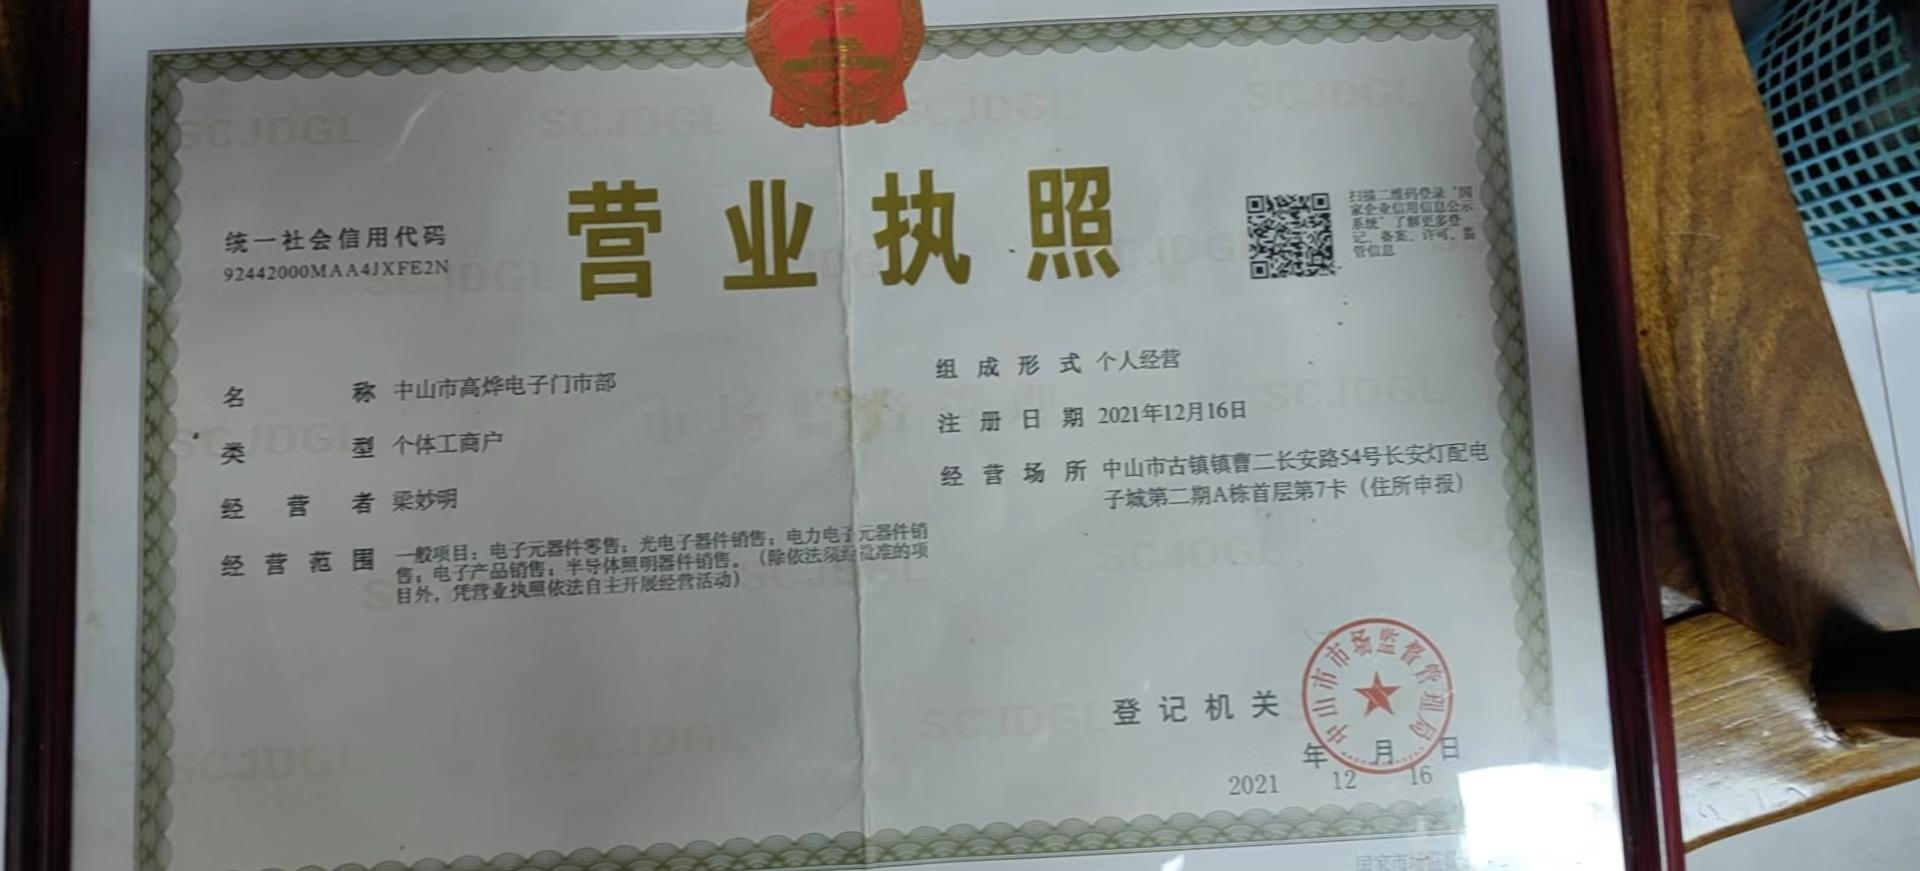 营业执照
统一社会信用代码
92442000MAA4JXFE2N
扫描二维码登录“国
家企业信用信息公示
系统”了解更多登
记、备案、许可、监
管信息
名称 中山市高烨电子门市部
类型 个体工商户
经营者 梁妙明
经营范围 一般项目：电子元器件零售；光电子器件销售；电力电子元器件销
售；电子产品销售；半导体照明器件销售。（除依法须经批准的项
目外，凭营业执照依法自主开展经营活动）
组成形式 个人经营
注册日期 2021年12月16日
经营场所 中山市古镇镇曹二长安路54号长安灯配电
子城第二期A栋首层第7卡（住所申报）
登记机关
中山市市场监督管理局
年 月 日
2021 12 16
SCJDGL
市场监督管理